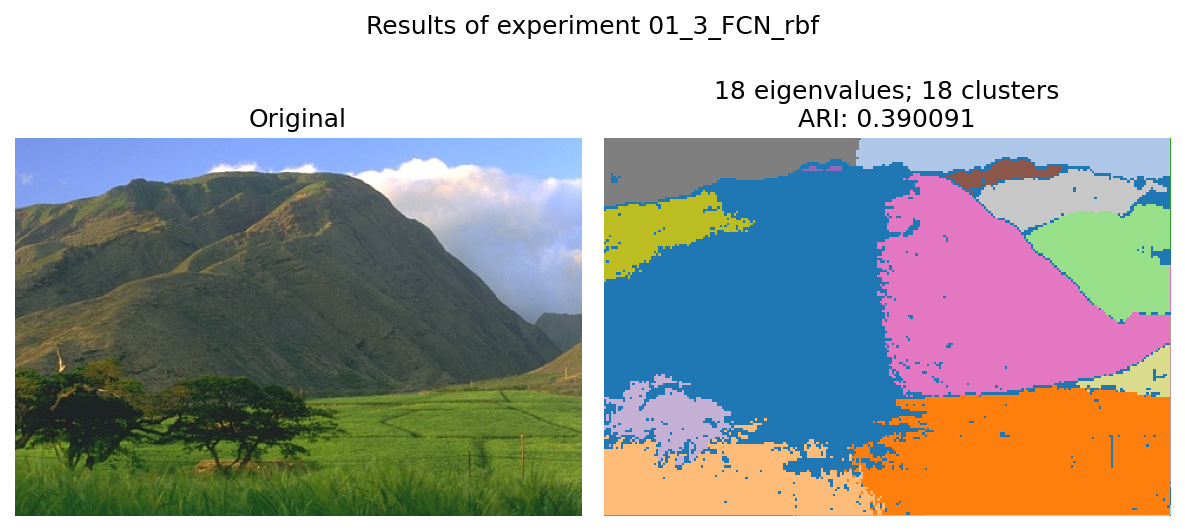 Results of experiment 01_3_FCN_rbf
Original
18 eigenvalues; 18 clusters
ARI: 0.390091